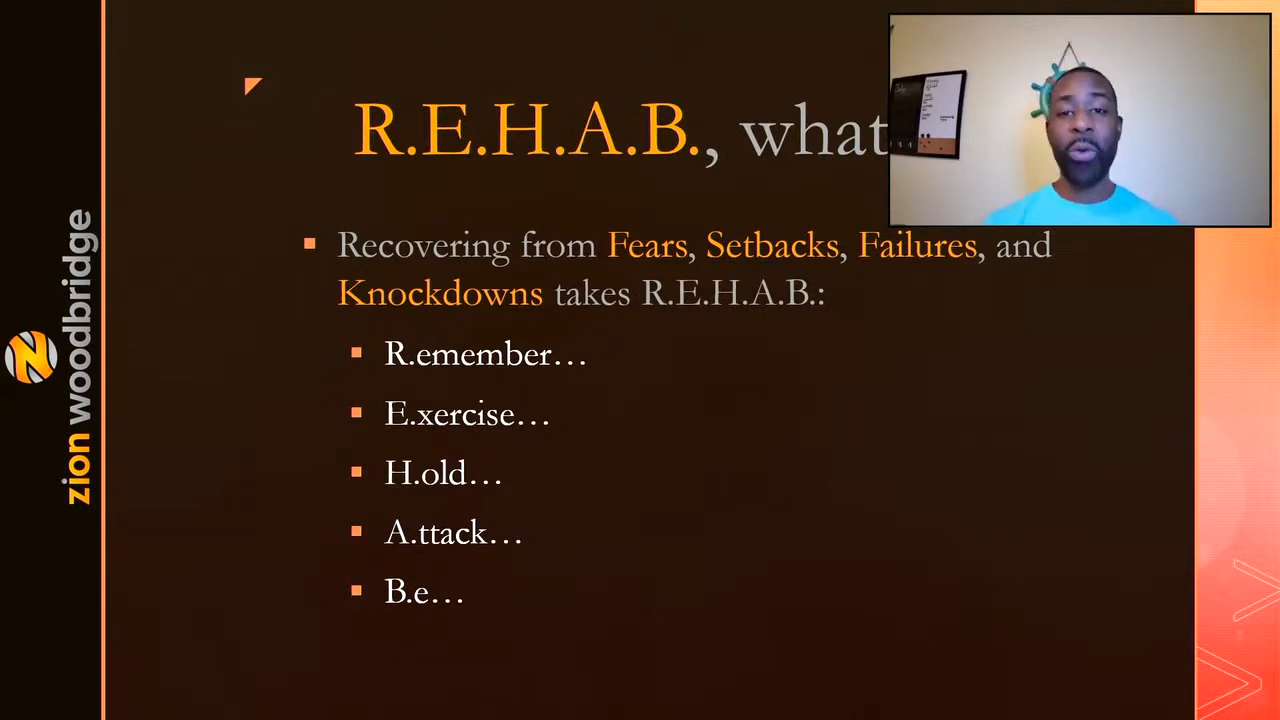 R.E.H.A.B., what
Recovering from Fears, Setbacks, Failures, and
Knockdowns takes R.E.H.A.B.:
R.emember…
E.xercise…
H.old…
A.ttack…
B.e…
zion woodbridge